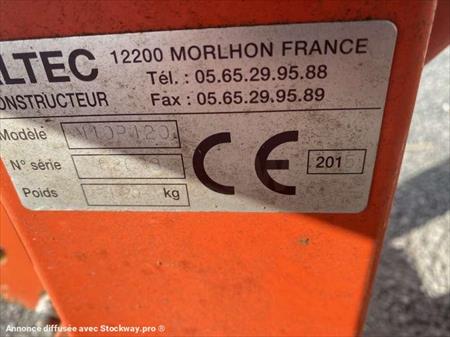 LTEC 12200 MORLHON FRANCE
Tél. : 05.65.29.95.88
CONSTRUCTEUR Fax : 05.65.29.95.89
Modèle
N° série
201
Poids kg
CE
Annonce diffusée avec Stockway.pro ®